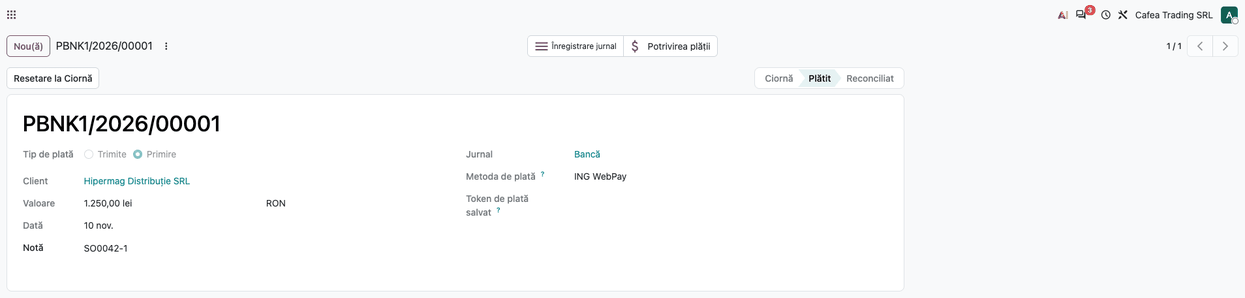 AI 3 Cafea Trading SRL A
Nou(ă) PBNK1/2026/00001 Înregistrare jurnal $ Potrivirea plății 1 / 1
Resetare la Ciornă Ciornă Plătit Reconciliat
PBNK1/2026/00001
Tip de plată Trimite Primire Jurnal Bancă
Client Hipermag Distribuție SRL Metoda de plată ? ING WebPay
Valoare 1.250,00 lei RON Token de plată
salvat ?
Dată 10 nov.
Notă SO0042-1